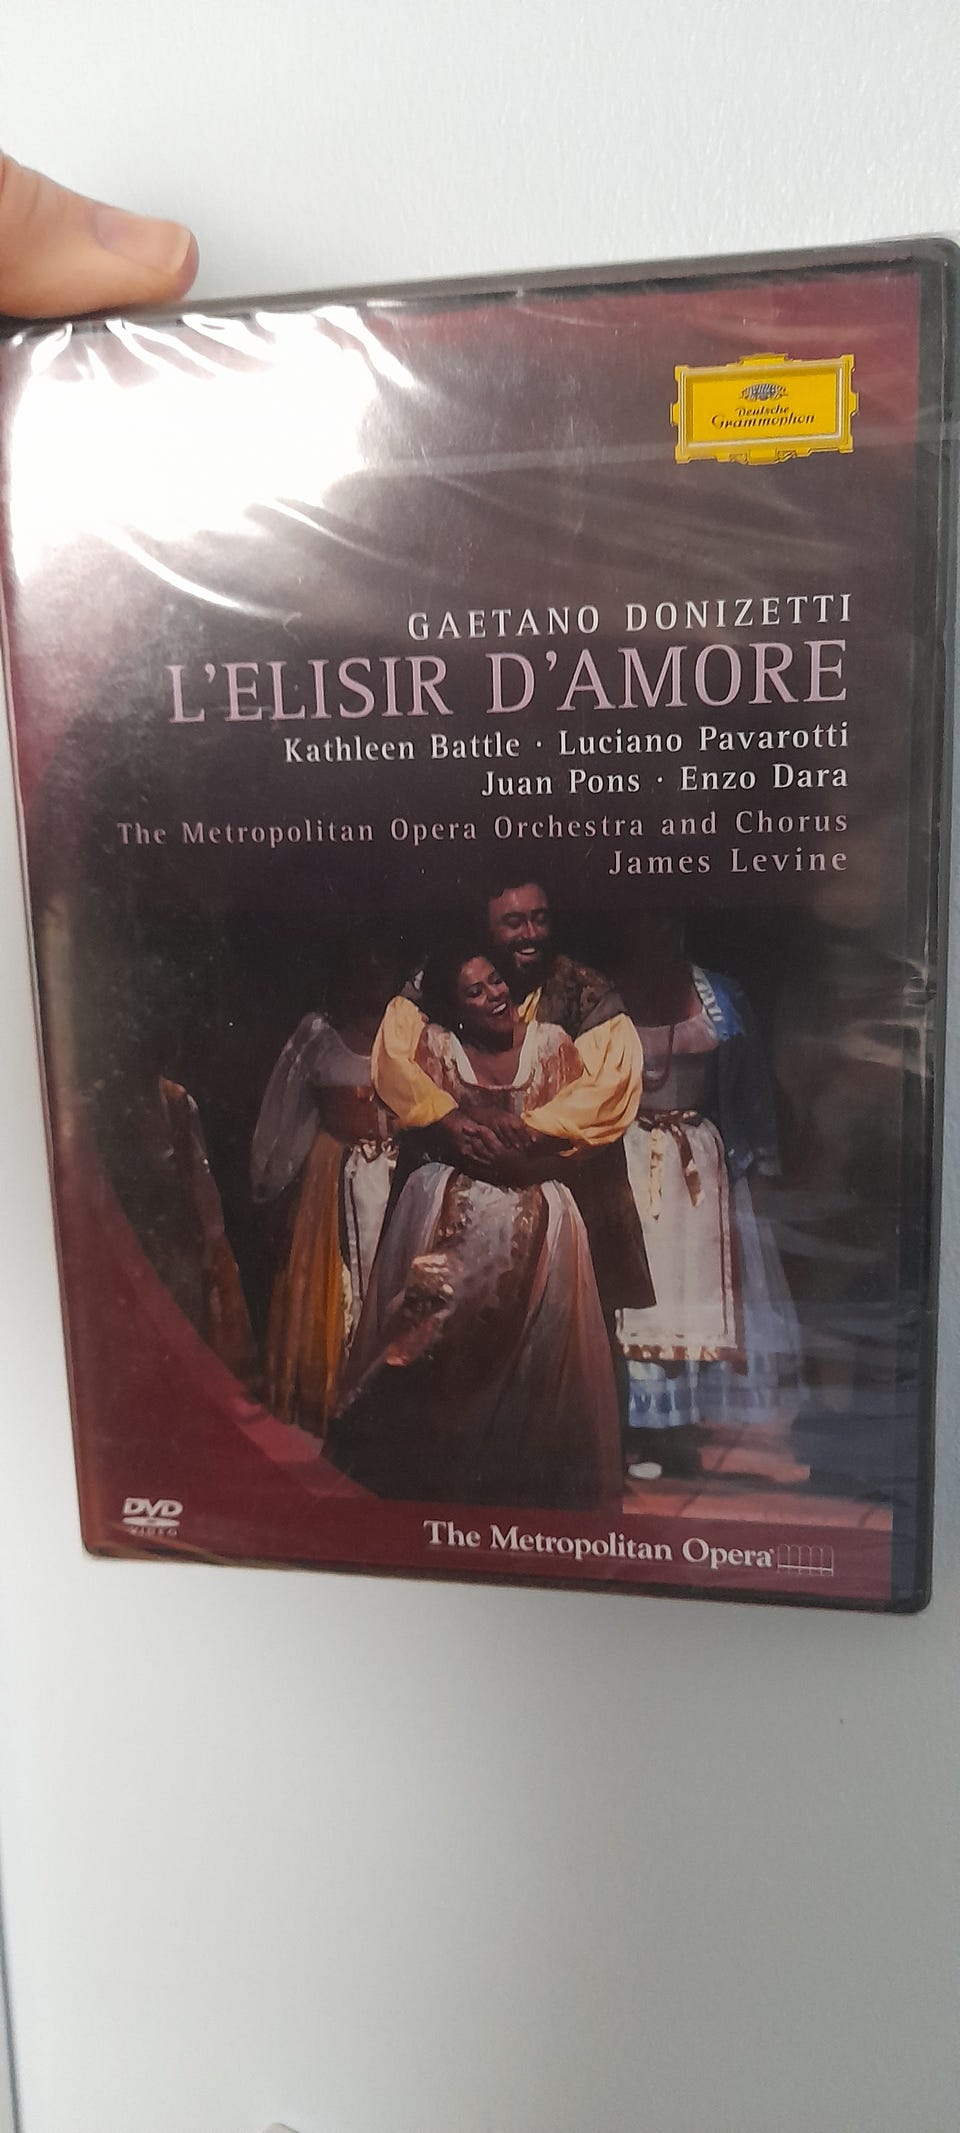 Deutsche
Grammophon
GAETANO DONIZETTI
L'ELISIR D'AMORE
Kathleen Battle · Luciano Pavarotti
Juan Pons · Enzo Dara
The Metropolitan Opera Orchestra and Chorus
James Levine
DVD
VIDEO
The Metropolitan Opera